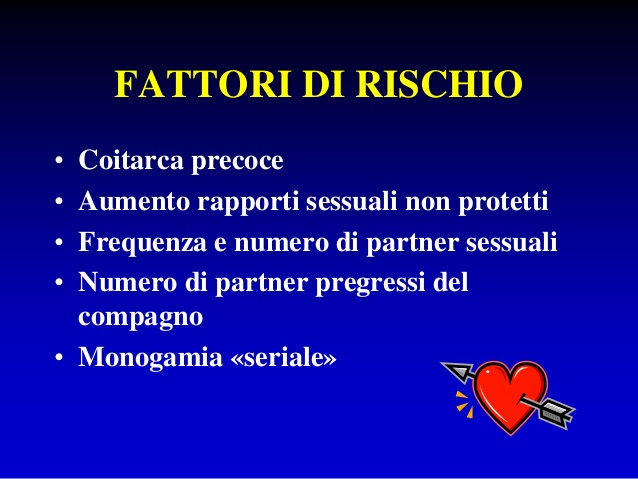 FATTORI DI RISCHIO
• Coitarca precoce
• Aumento rapporti sessuali non protetti
• Frequenza e numero di partner sessuali
• Numero di partner pregressi del
compagno
• Monogamia «seriale»